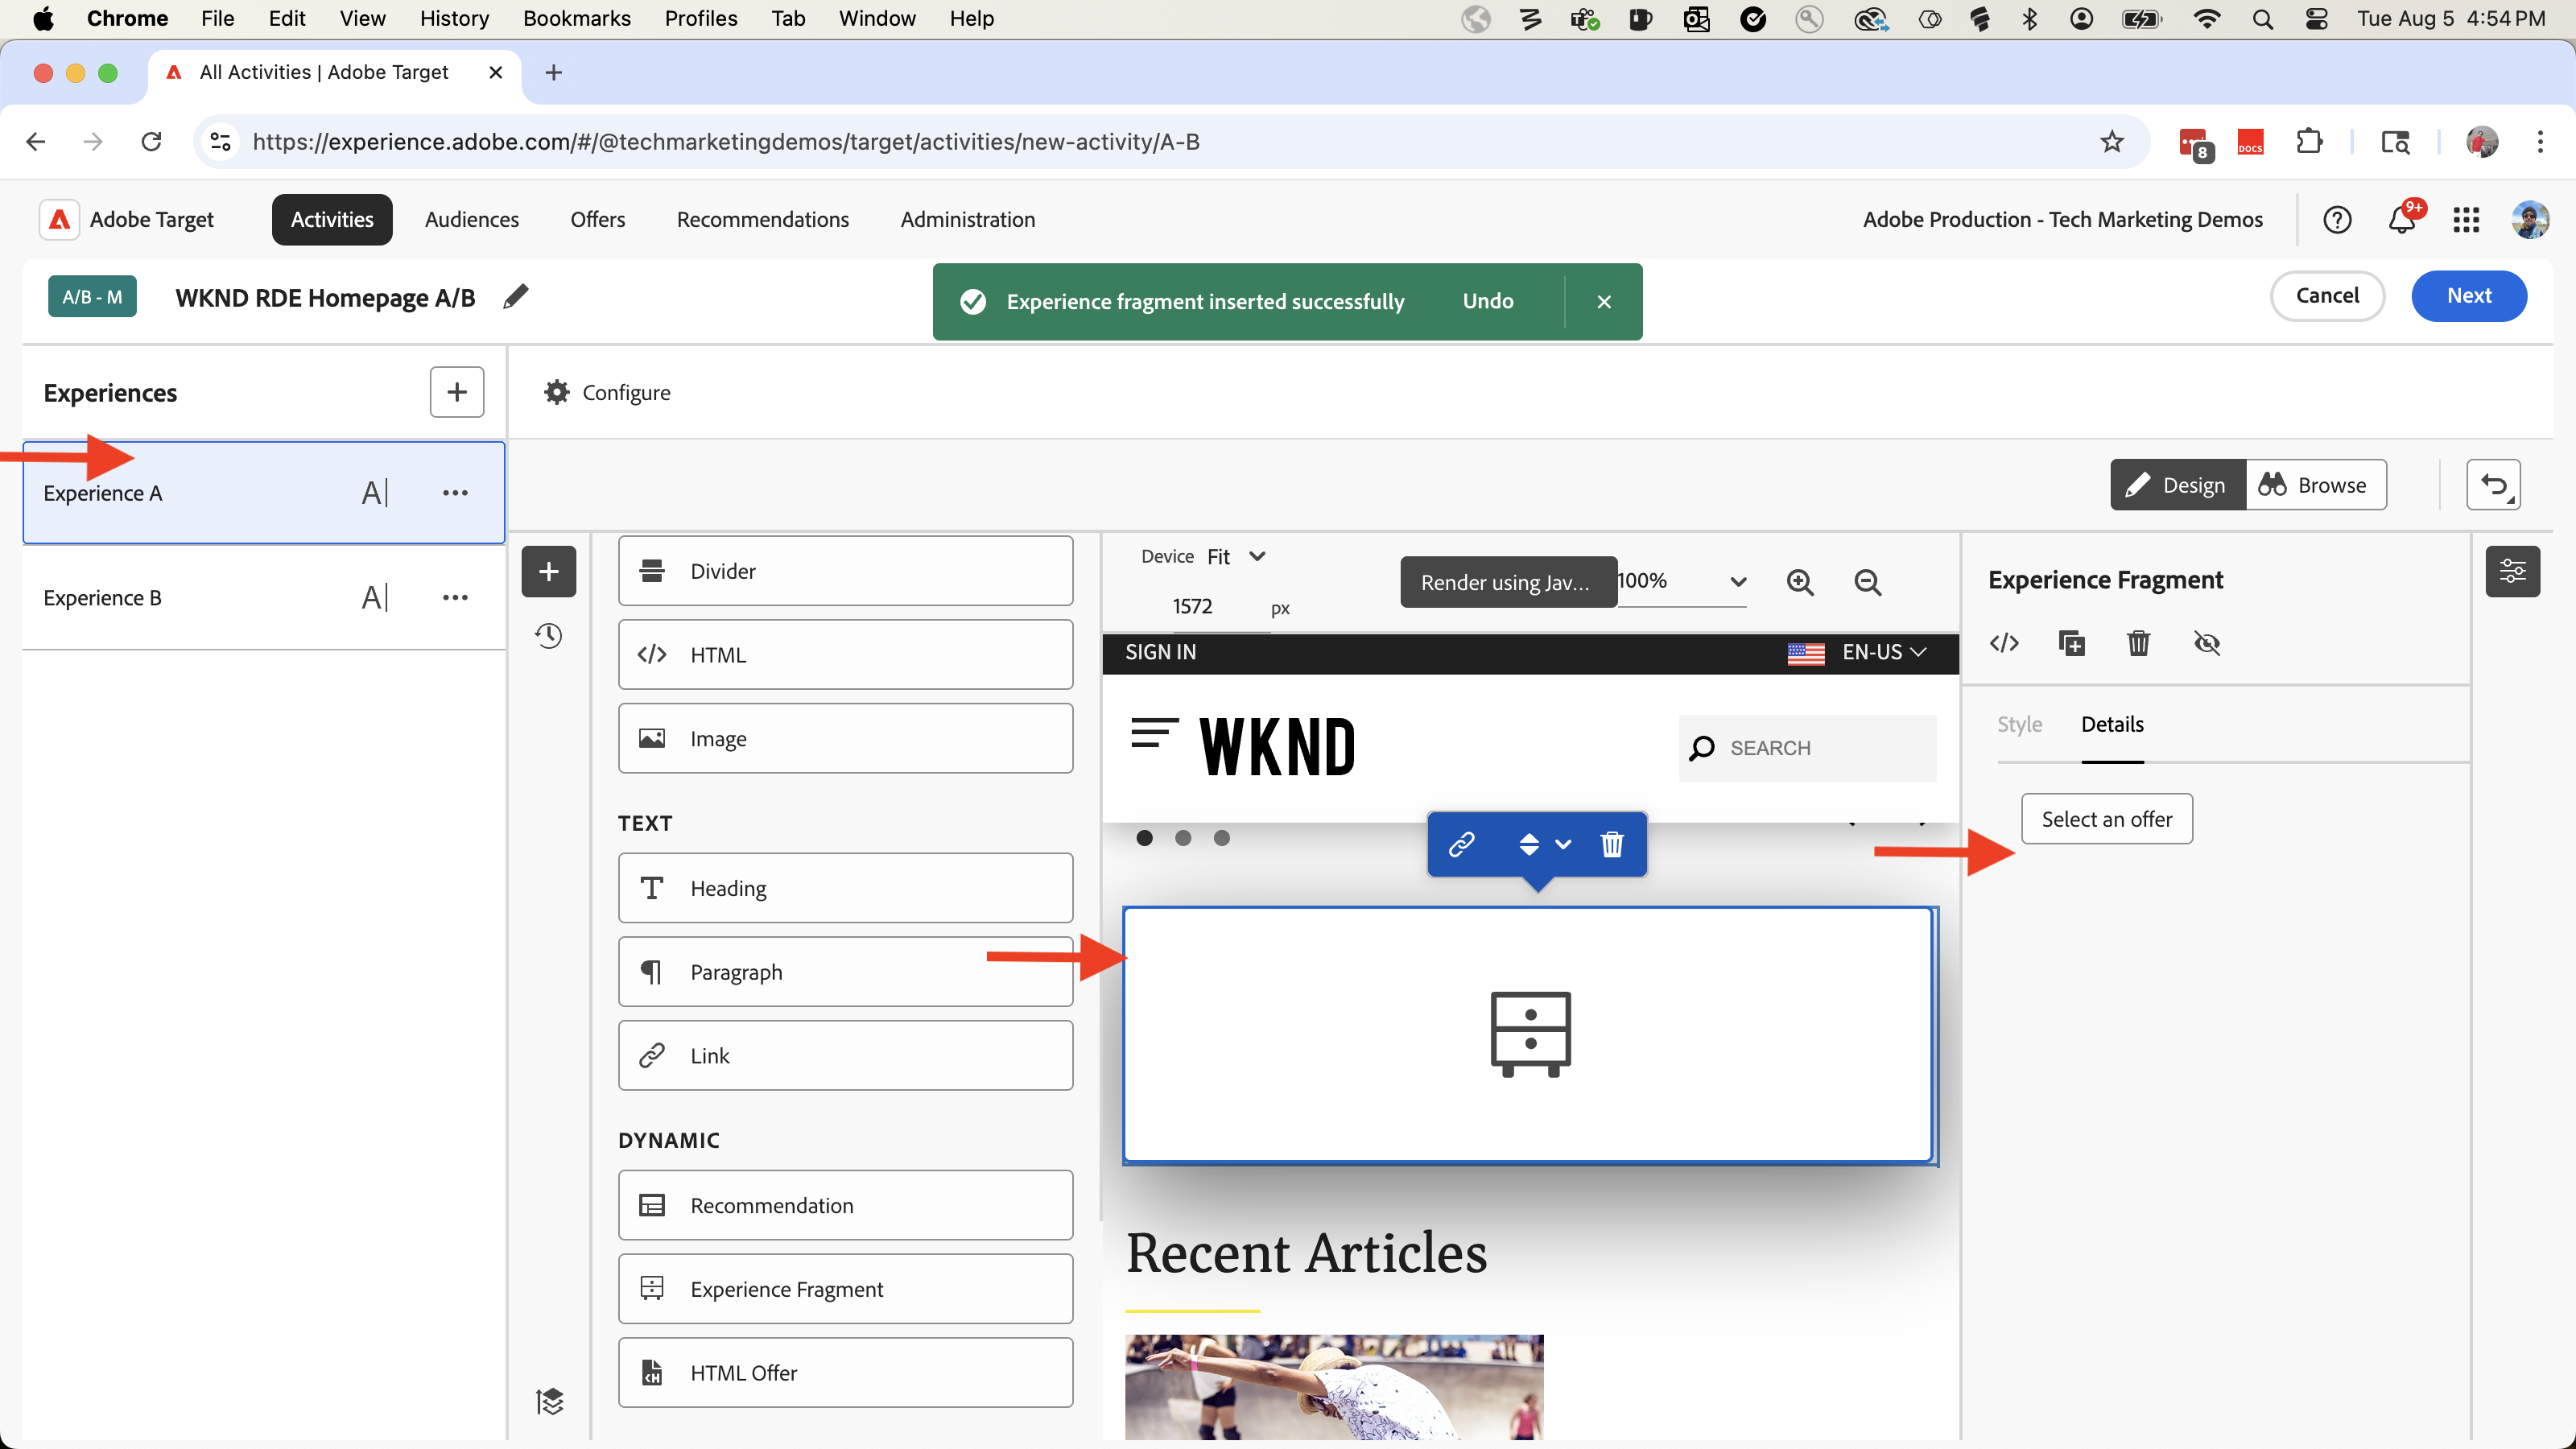 Chrome File Edit View History Bookmarks Profiles Tab Window Help Tue Aug 5 4:54 PM
All Activities | Adobe Target
https://experience.adobe.com/#/@techmarketingdemos/target/activities/new-activity/A-B
8
DOCS
Adobe Target Activities Audiences Offers Recommendations Administration Adobe Production - Tech Marketing Demos 9+
A/B - M WKND RDE Homepage A/B Experience fragment inserted successfully Undo Cancel Next
Experiences Configure
Experience A
Design Browse
Experience B
Divider
HTML
Image
TEXT
Heading
Paragraph
Link
DYNAMIC
Recommendation
Experience Fragment
HTML Offer
Device Fit
1572 px
Render using Jav... 100%
SIGN IN EN-US
WKND SEARCH
Recent Articles
Experience Fragment
Style Details
Select an offer